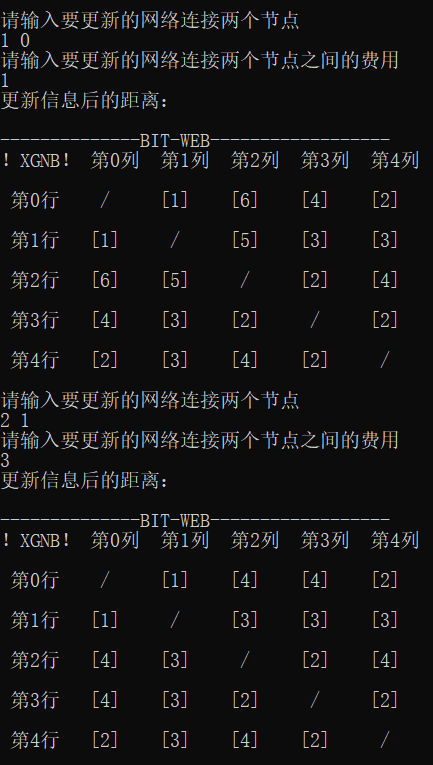 请输入要更新的网络连接两个节点
1 0
请输入要更新的网络连接两个节点之间的费用
1
更新信息后的距离:
--------------BIT-WEB------------------
! XGNB! 第0列 第1列 第2列 第3列 第4列
第0行 / [1] [6] [4] [2]
第1行 [1] / [5] [3] [3]
第2行 [6] [5] / [2] [4]
第3行 [4] [3] [2] / [2]
第4行 [2] [3] [4] [2] /
请输入要更新的网络连接两个节点
2 1
请输入要更新的网络连接两个节点之间的费用
3
更新信息后的距离:
--------------BIT-WEB------------------
! XGNB! 第0列 第1列 第2列 第3列 第4列
第0行 / [1] [4] [4] [2]
第1行 [1] / [3] [3] [3]
第2行 [4] [3] / [2] [4]
第3行 [4] [3] [2] / [2]
第4行 [2] [3] [4] [2] /